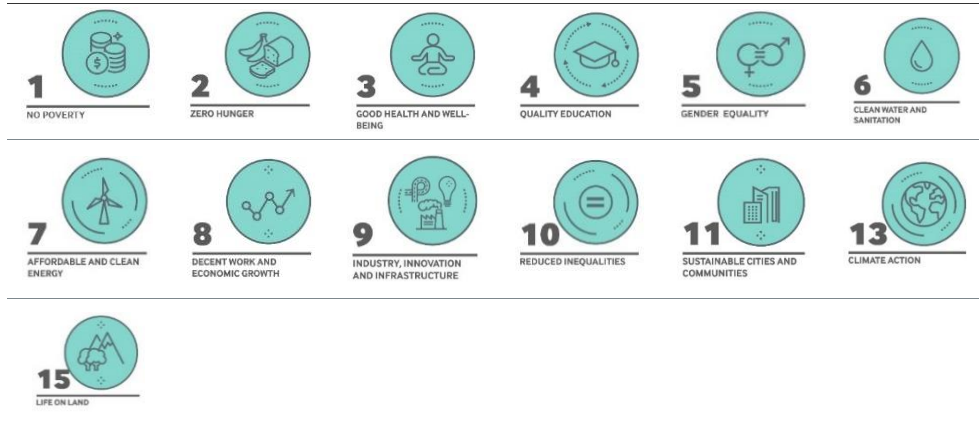 1
NO POVERTY
2
ZERO HUNGER
3
GOOD HEALTH AND WELL-
BEING
4
QUALITY EDUCATION
5
GENDER EQUALITY
6
CLEAN WATER AND
SANITATION
7
AFFORDABLE AND CLEAN
ENERGY
8
DECENT WORK AND
ECONOMIC GROWTH
9
INDUSTRY, INNOVATION
AND INFRASTRUCTURE
10
REDUCED INEQUALITIES
11
SUSTAINABLE CITIES AND
COMMUNITIES
13
CLIMATE ACTION
15
LIFE ON LAND